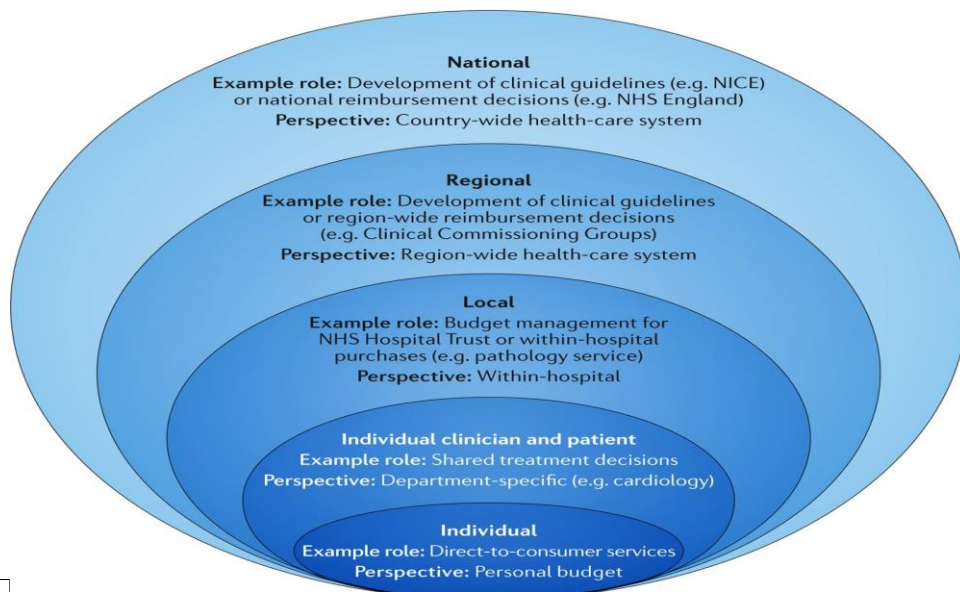 National
Example role: Development of clinical guidelines (e.g. NICE)
or national reimbursement decisions (e.g. NHS England)
Perspective: Country-wide health-care system
Regional
Example role: Development of clinical guidelines
or region-wide reimbursement decisions
(e.g. Clinical Commissioning Groups)
Perspective: Region-wide health-care system
Local
Example role: Budget management for
NHS Hospital Trust or within-hospital
purchases (e.g. pathology service)
Perspective: Within-hospital
Individual clinician and patient
Example role: Shared treatment decisions
Perspective: Department-specific (e.g. cardiology)
Individual
Example role: Direct-to-consumer services
Perspective: Personal budget